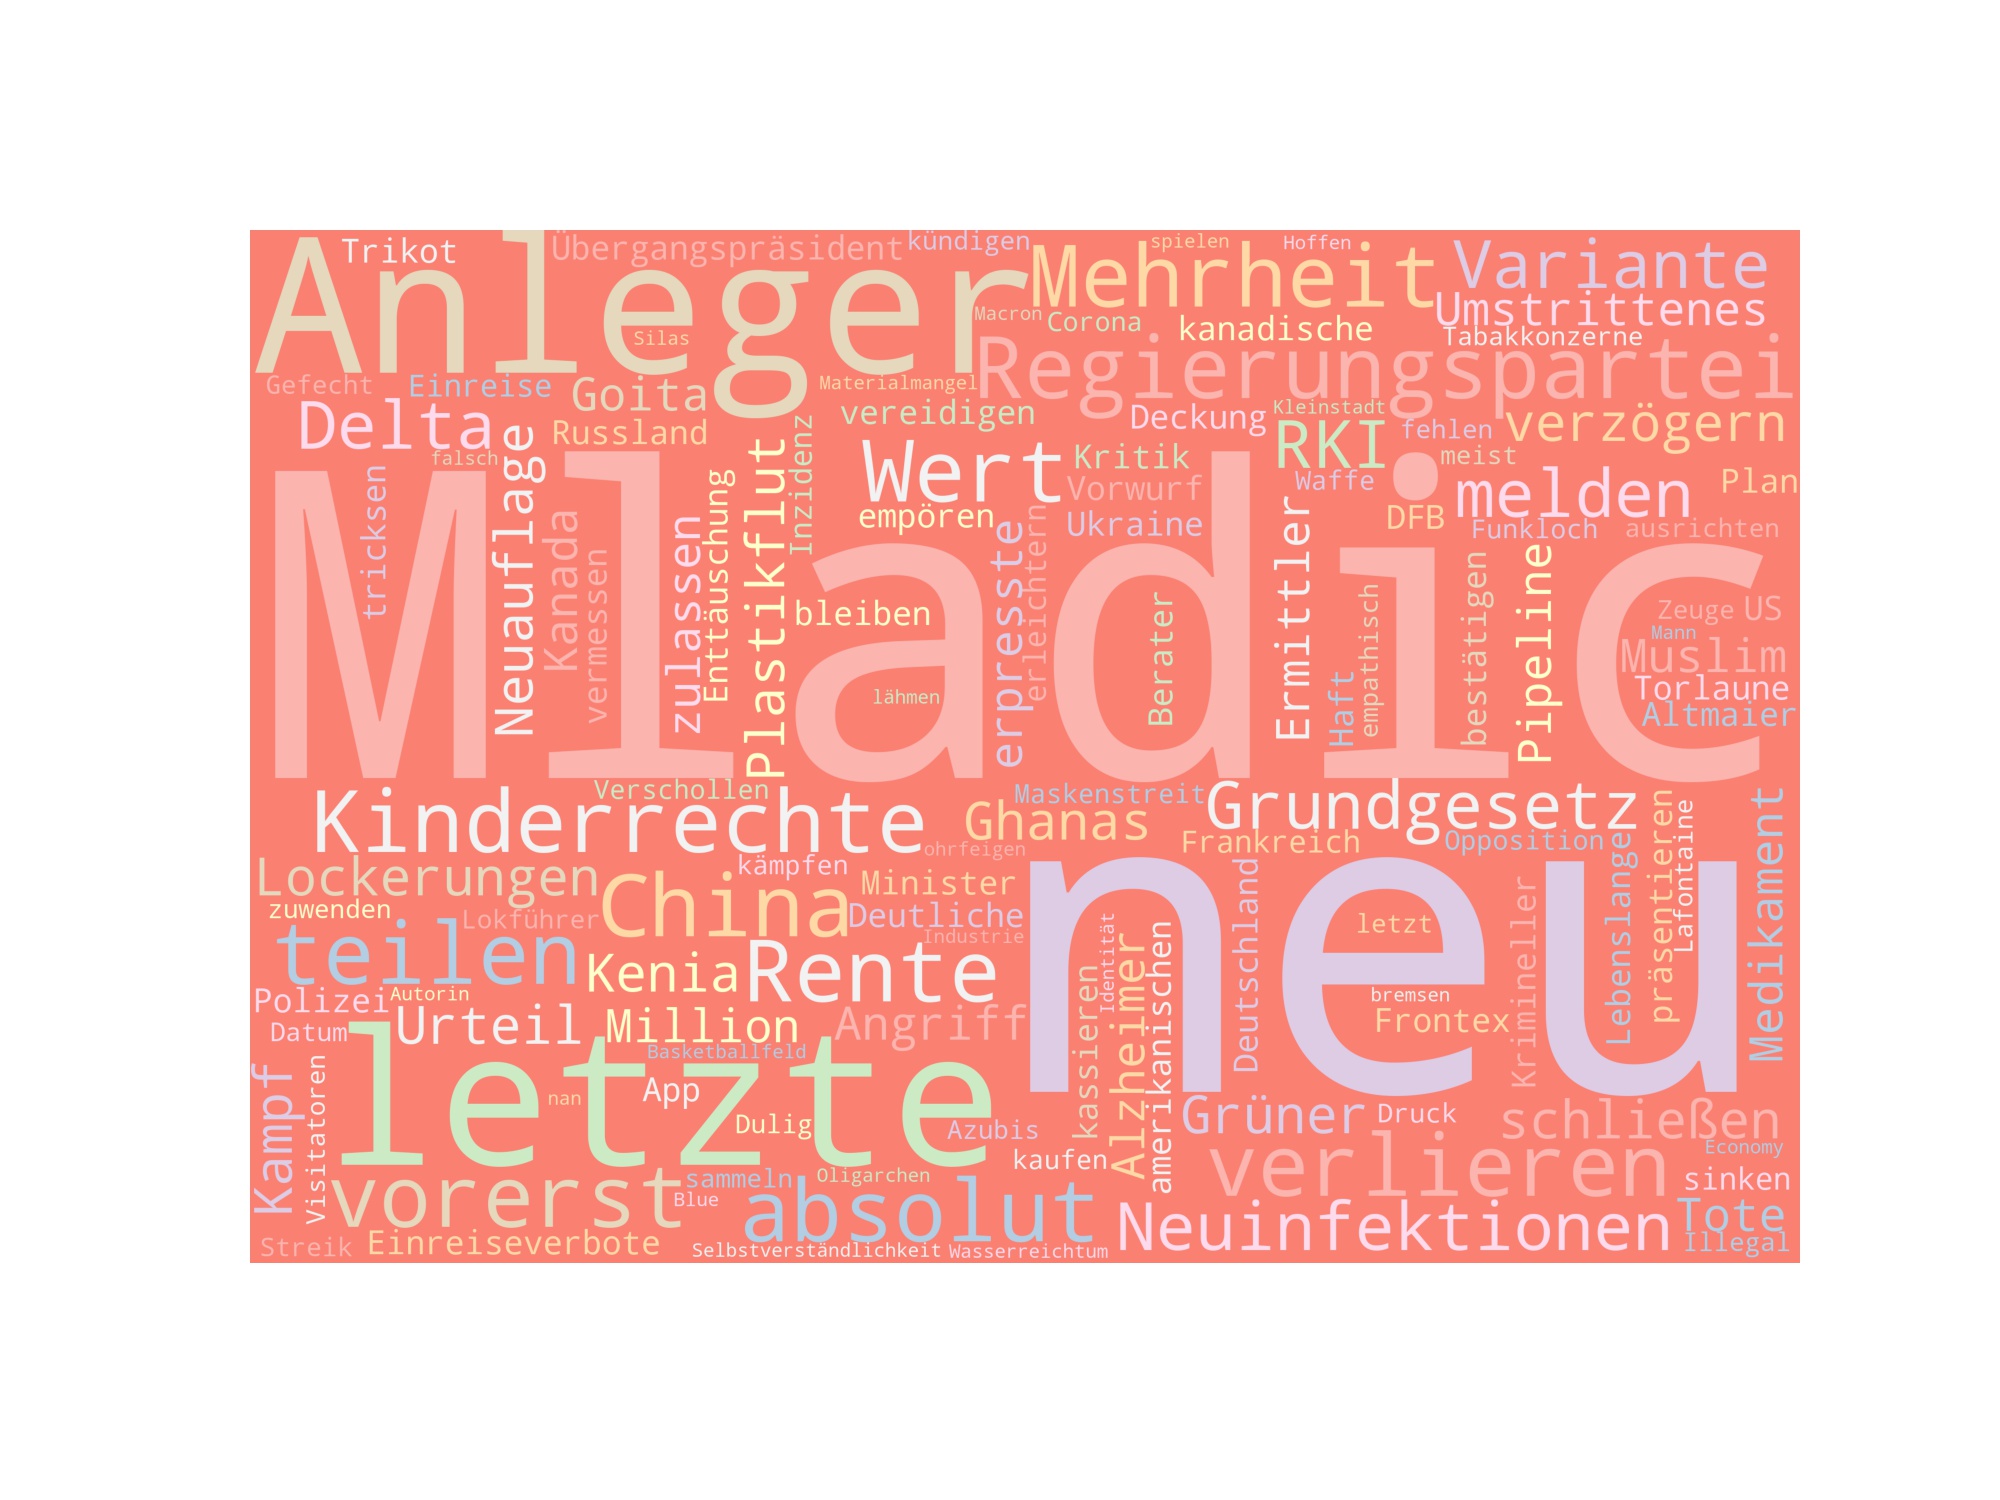 Trikot
Übergangspräsident
kündigen
spielen
Hoffen
Anleger
Mehrheit
Variante
Umstrittenes
Macron
Corona
kanadische
Tabakkonzerne
Silas
Regierungspartei
Gefecht
Einreise
Goita
Materialmangel
vereidigen
Deckung
Kleinstadt
Delta
Russland
RKI
fehlen
verzögern
falsch
Wert
Kritik
meist
tricksen
Neuauflage
Inzidenz
Vorwurf
Waffe
melden
Plan
empören
Ukraine
DFB
Funkloch
ausrichten
Kanada
vermessen
zulassen
Enttäuschung
Plastikflut
erpresste
erleichtern
Ermittler
bestätigen
Pipeline
Mladic
bleiben
Berater
empathisch
Zeuge
US
Mann
Muslim
Haft
Torlaune
lähmen
Altmaier
Verschollen
Maskenstreit
Kinderrechte
Ghanas
Grundgesetz
präsentieren
Lafontaine
Medikament
Frankreich
Opposition
Lebenslange
ohrfeigen
Lockerungen
kämpfen
Minister
China
zuwenden
Lokführer
Deutliche
neu
letzt
Deutschland
Krimineller
teilen
Industrie
Identität
Alzheimer
amerikanischen
Kenia
Rente
kassieren
Polizei
Autorin
bremsen
Datum
Urteil
Million
Angriff
Frontex
Kampf
Visitatoren
Basketballfeld
letzte
nan
App
Dulig
Azubis
Grüner
Druck
schließen
kaufen
Economy
vorerst
sammeln
Oligarchen
verlieren
sinken
Blue
absolut
Neuinfektionen
Tote
Streik
Einreiseverbote
Selbstverständlichkeit
Wasserreichtum
Illegal